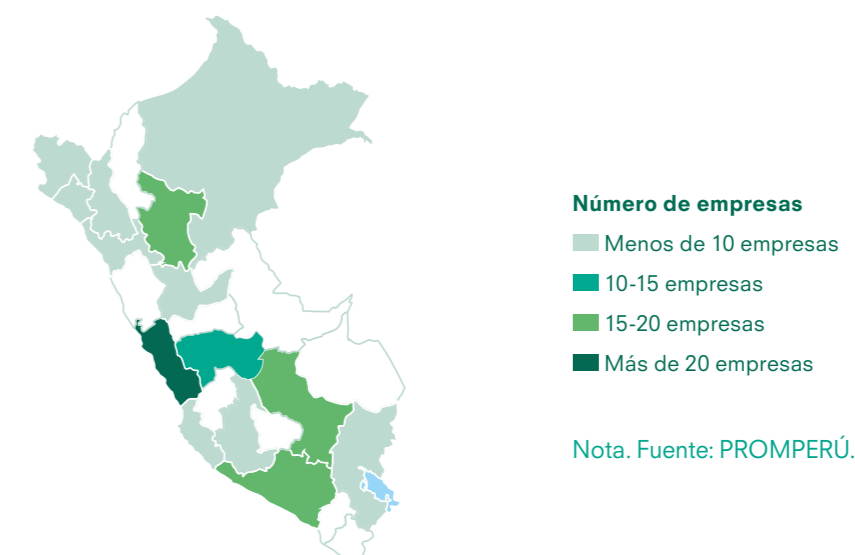 Número de empresas
Menos de 10 empresas
10-15 empresas
15-20 empresas
Más de 20 empresas
Nota. Fuente: PROMPERÚ.